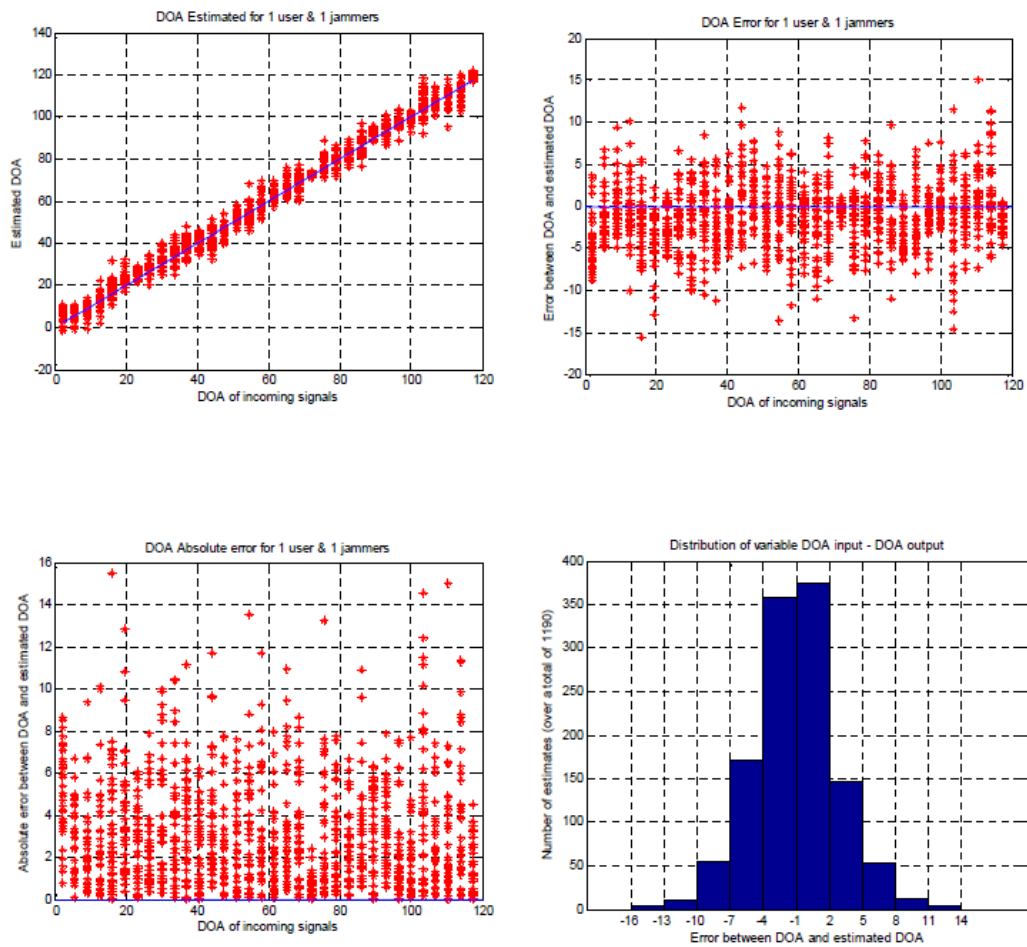 DOA Estimated for 1 user & 1 jammers
140
120
100
80
60
40
20
0
-20
Estimated DOA
0 20 40 60 80 100 120
DOA of incoming signals
DOA Error for 1 user & 1 jammers
20
15
10
5
0
-5
-10
-15
-20
Error between DOA and estimated DOA
0 20 40 60 80 100 120
DOA of incoming signals
DOA Absolute error for 1 user & 1 jammers
16
14
12
10
8
6
4
2
0
Absolute error between DOA and estimated DOA
0 20 40 60 80 100 120
DOA of incoming signals
Distribution of variable DOA input - DOA output
400
350
300
250
200
150
100
50
0
Number of estimates (over a total of 1190)
-16 -13 -10 -7 -4 -1 2 5 8 11 14
Error between DOA and estimated DOA